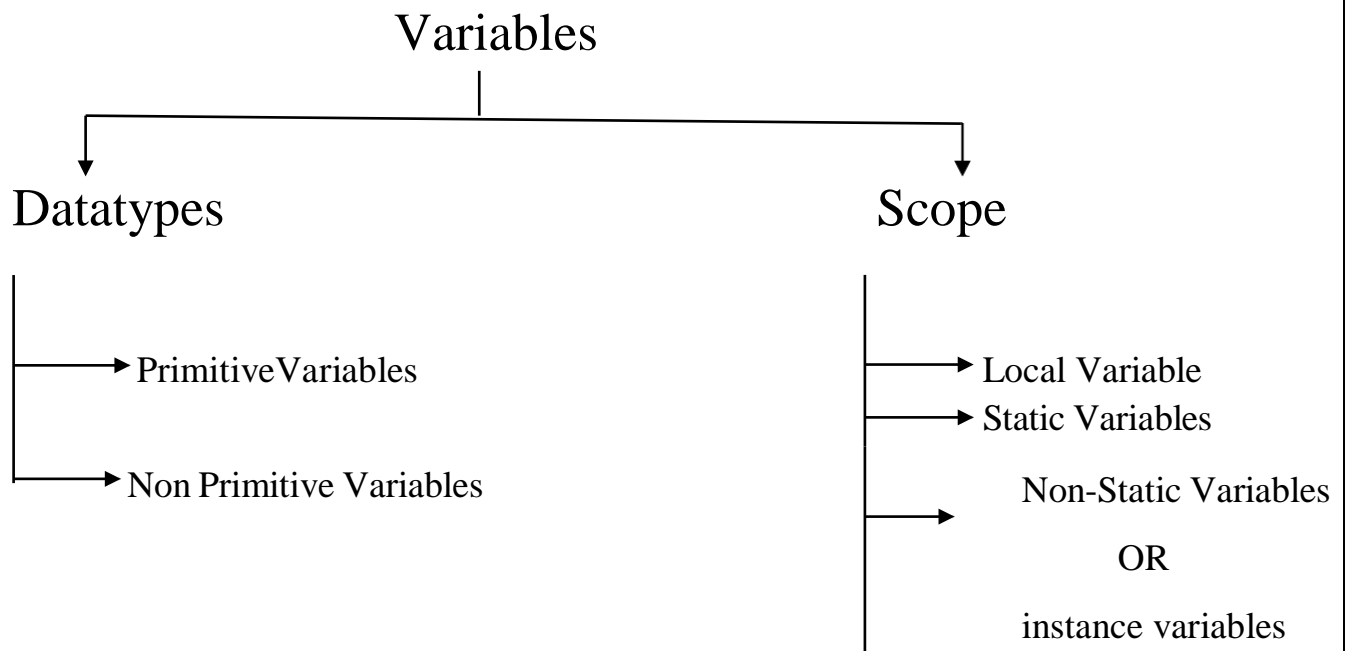 Variables
Datatypes
Scope
PrimitiveVariables
Non Primitive Variables
Local Variable
Static Variables
Non-Static Variables
OR
instance variables